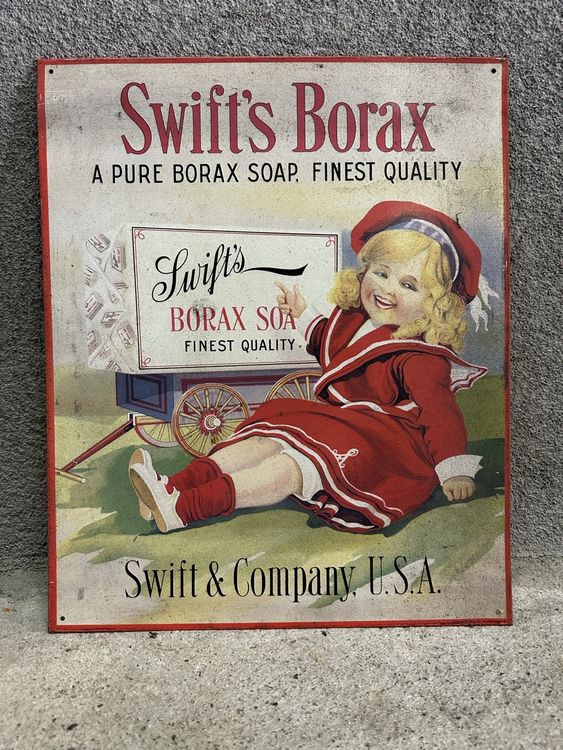 Swift's Borax
A PURE BORAX SOAP, FINEST QUALITY
Swift's
BORAX SOA
FINEST QUALITY.
Swift & Company, U.S.A.